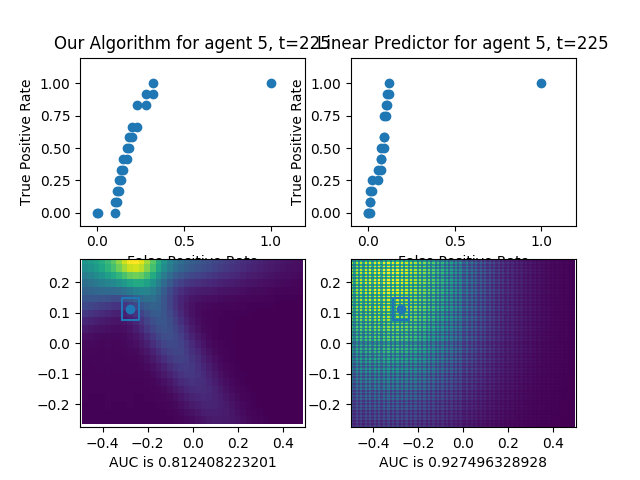 Our Algorithm for agent 5, t=225
Linear Predictor for agent 5, t=225
True Positive Rate
1.00
0.75
0.50
0.25
0.00
0.0 0.5 1.0
False Positive Rate
True Positive Rate
1.00
0.75
0.50
0.25
0.00
0.0 0.5 1.0
False Positive Rate
0.2
0.1
0.0
−0.1
−0.2
−0.4 −0.2 0.0 0.2 0.4
AUC is 0.812408223201
0.2
0.1
0.0
−0.1
−0.2
−0.4 −0.2 0.0 0.2 0.4
AUC is 0.927496328928